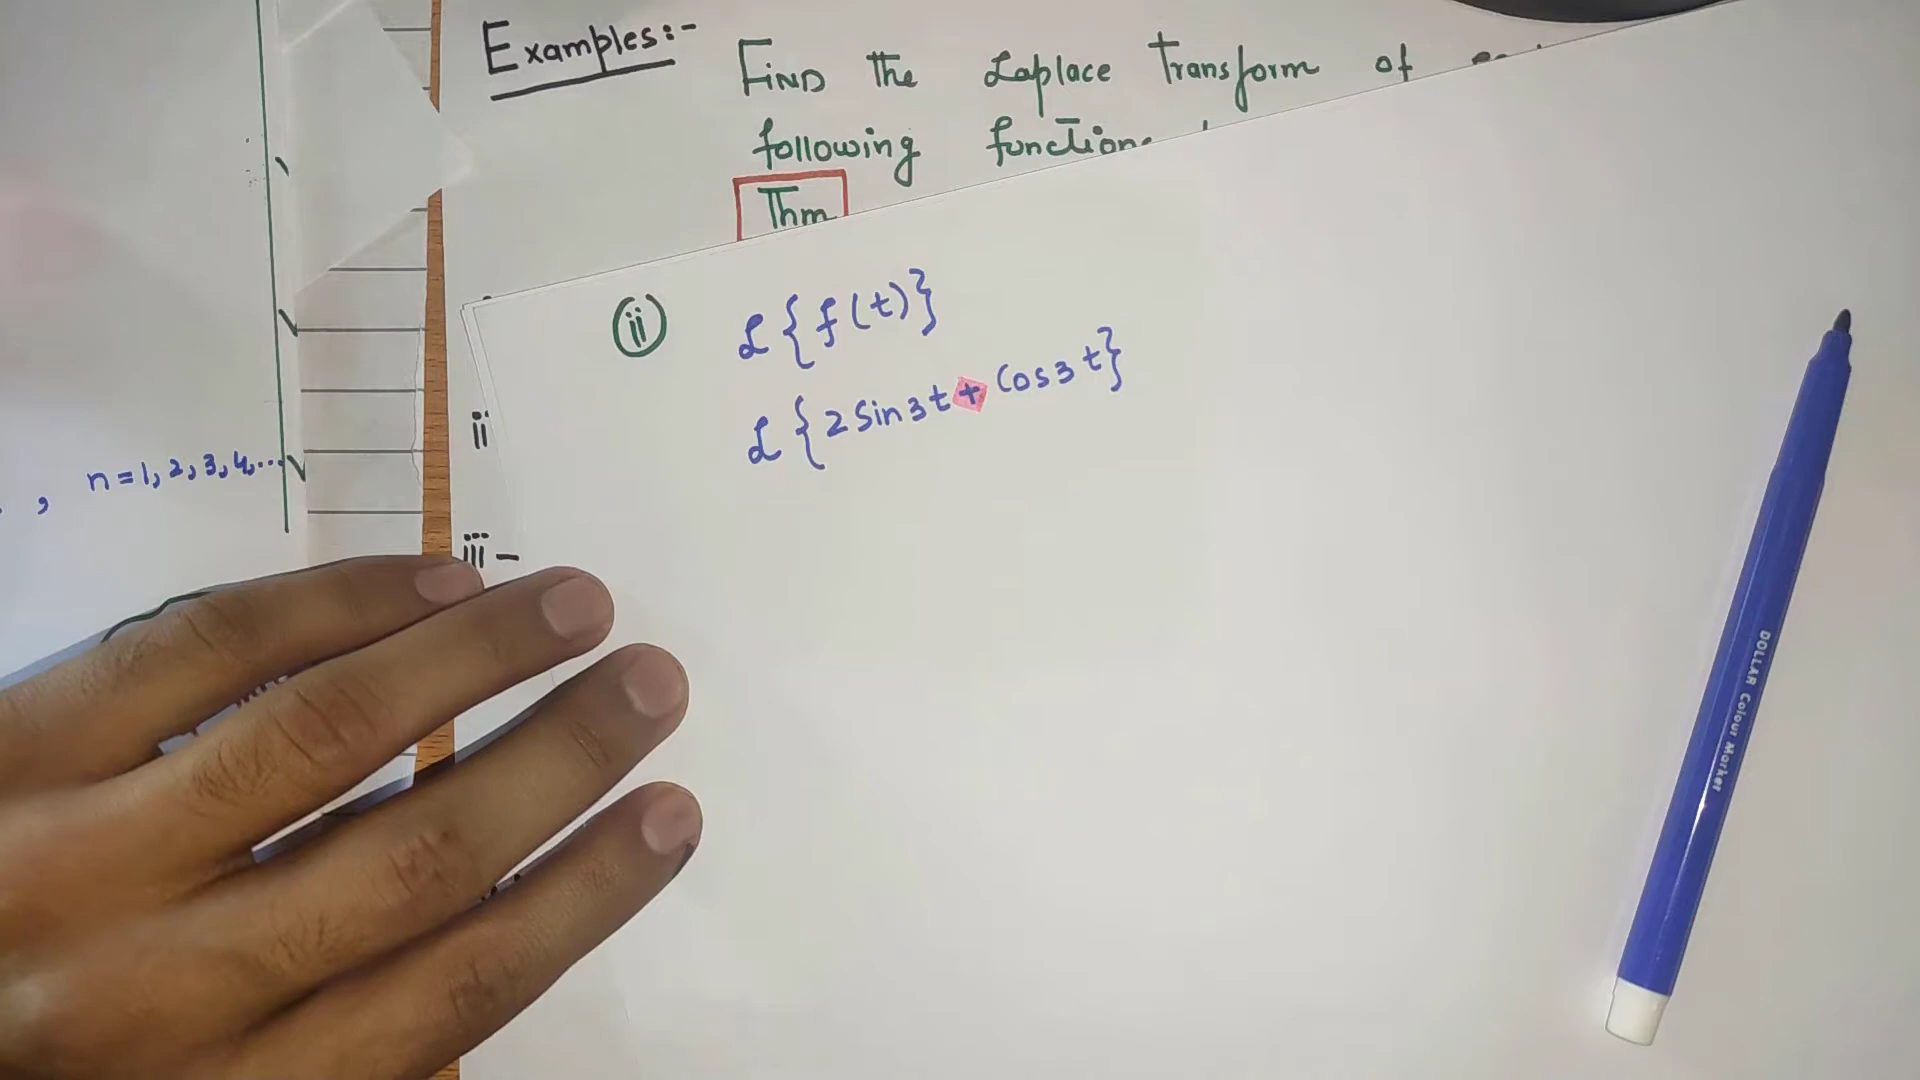 Examples:-
Find the Laplace Transform of
following
Thm
ii
ℒ{f(t)}
ℒ{2Sin3t + Cos3t}
ii
iii -
, n=1, 2, 3, 4,...
DOLLAR Colour Marker